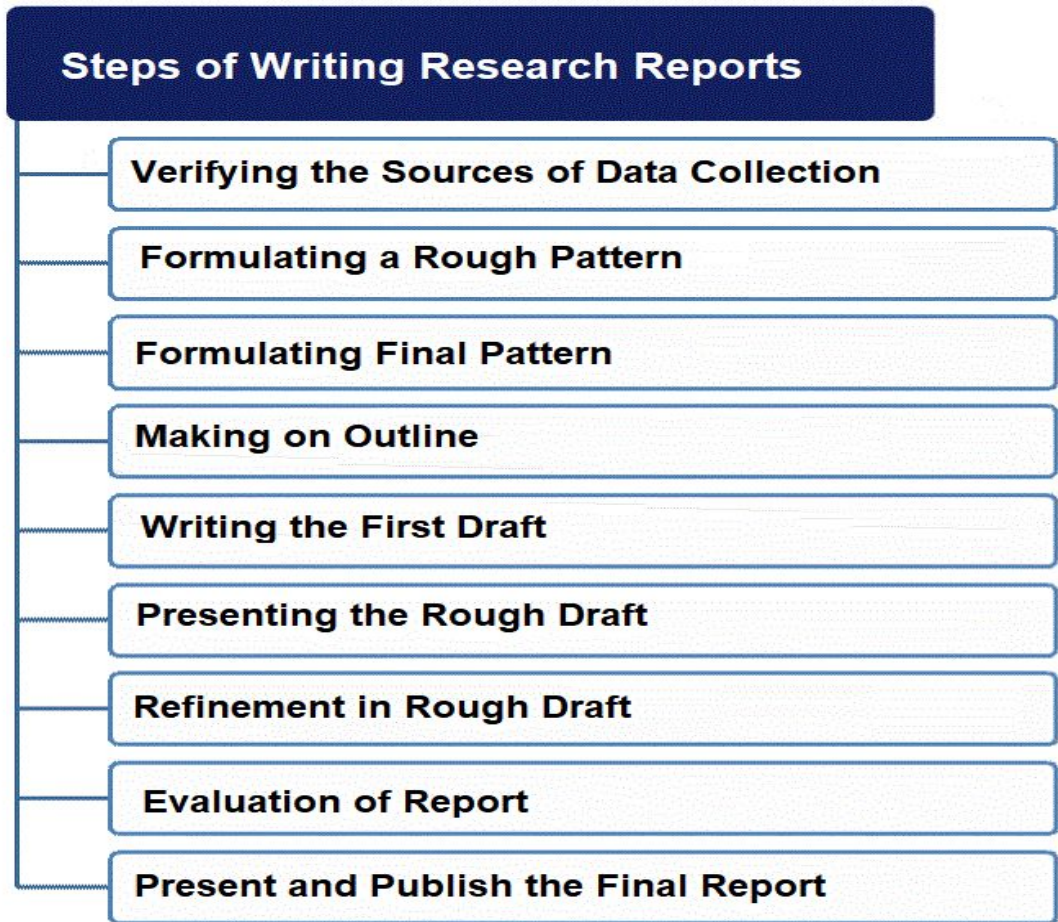 Steps of Writing Research Reports
Verifying the Sources of Data Collection
Formulating a Rough Pattern
Formulating Final Pattern
Making on Outline
Writing the First Draft
Presenting the Rough Draft
Refinement in Rough Draft
Evaluation of Report
Present and Publish the Final Report